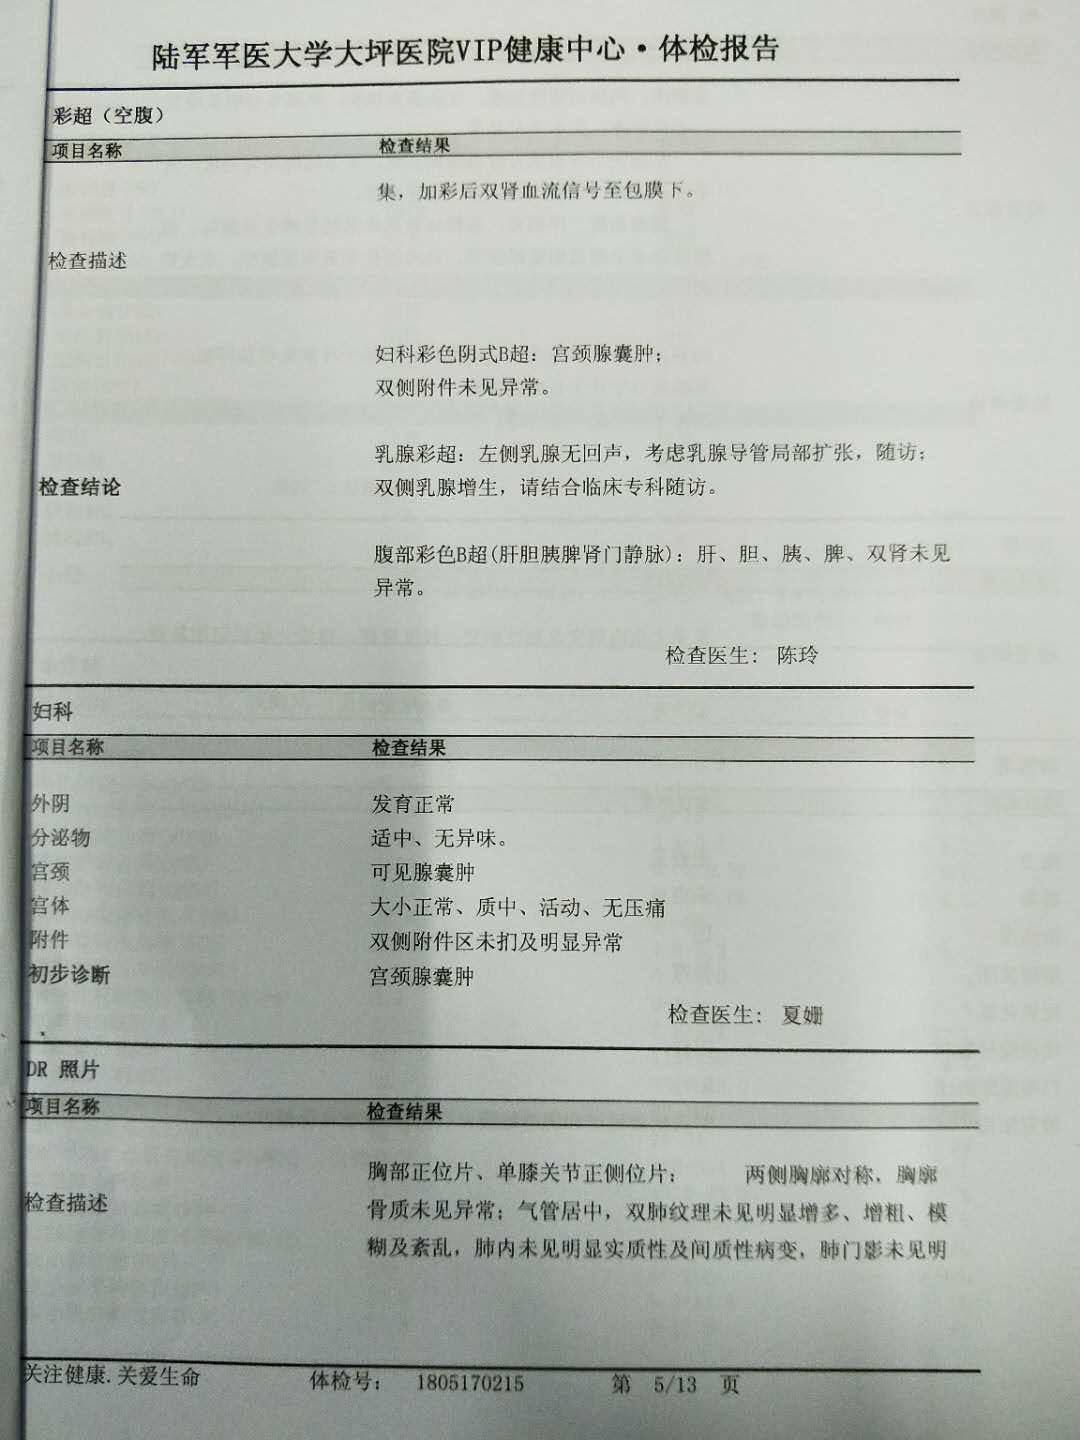 陆军军医大学大坪医院VIP健康中心·体检报告
彩超（空腹）
项目名称 检查结果
集，加彩后双肾血流信号至包膜下。
检查描述
妇科彩色阴式B超：宫颈腺囊肿；
双侧附件未见异常。
乳腺彩超：左侧乳腺无回声，考虑乳腺导管局部扩张，随访；
检查结论 双侧乳腺增生，请结合临床专科随访。
腹部彩色B超(肝胆胰脾肾门静脉)：肝、胆、胰、脾、双肾未见
异常。
检查医生： 陈玲
妇科
项目名称 检查结果
外阴 发育正常
分泌物 适中、无异味。
宫颈 可见腺囊肿
宫体 大小正常、质中、活动、无压痛
附件 双侧附件区未扪及明显异常
初步诊断 宫颈腺囊肿
检查医生： 夏姗
DR 照片
项目名称 检查结果
胸部正位片、单膝关节正侧位片； 两侧胸廓对称，胸廓
检查描述 骨质未见异常；气管居中，双肺纹理未见明显增多、增粗、模
糊及紊乱，肺内未见明显实质性及间质性病变，肺门影未见明
关注健康.关爱生命 体检号： 1805170215 第 5/13 页